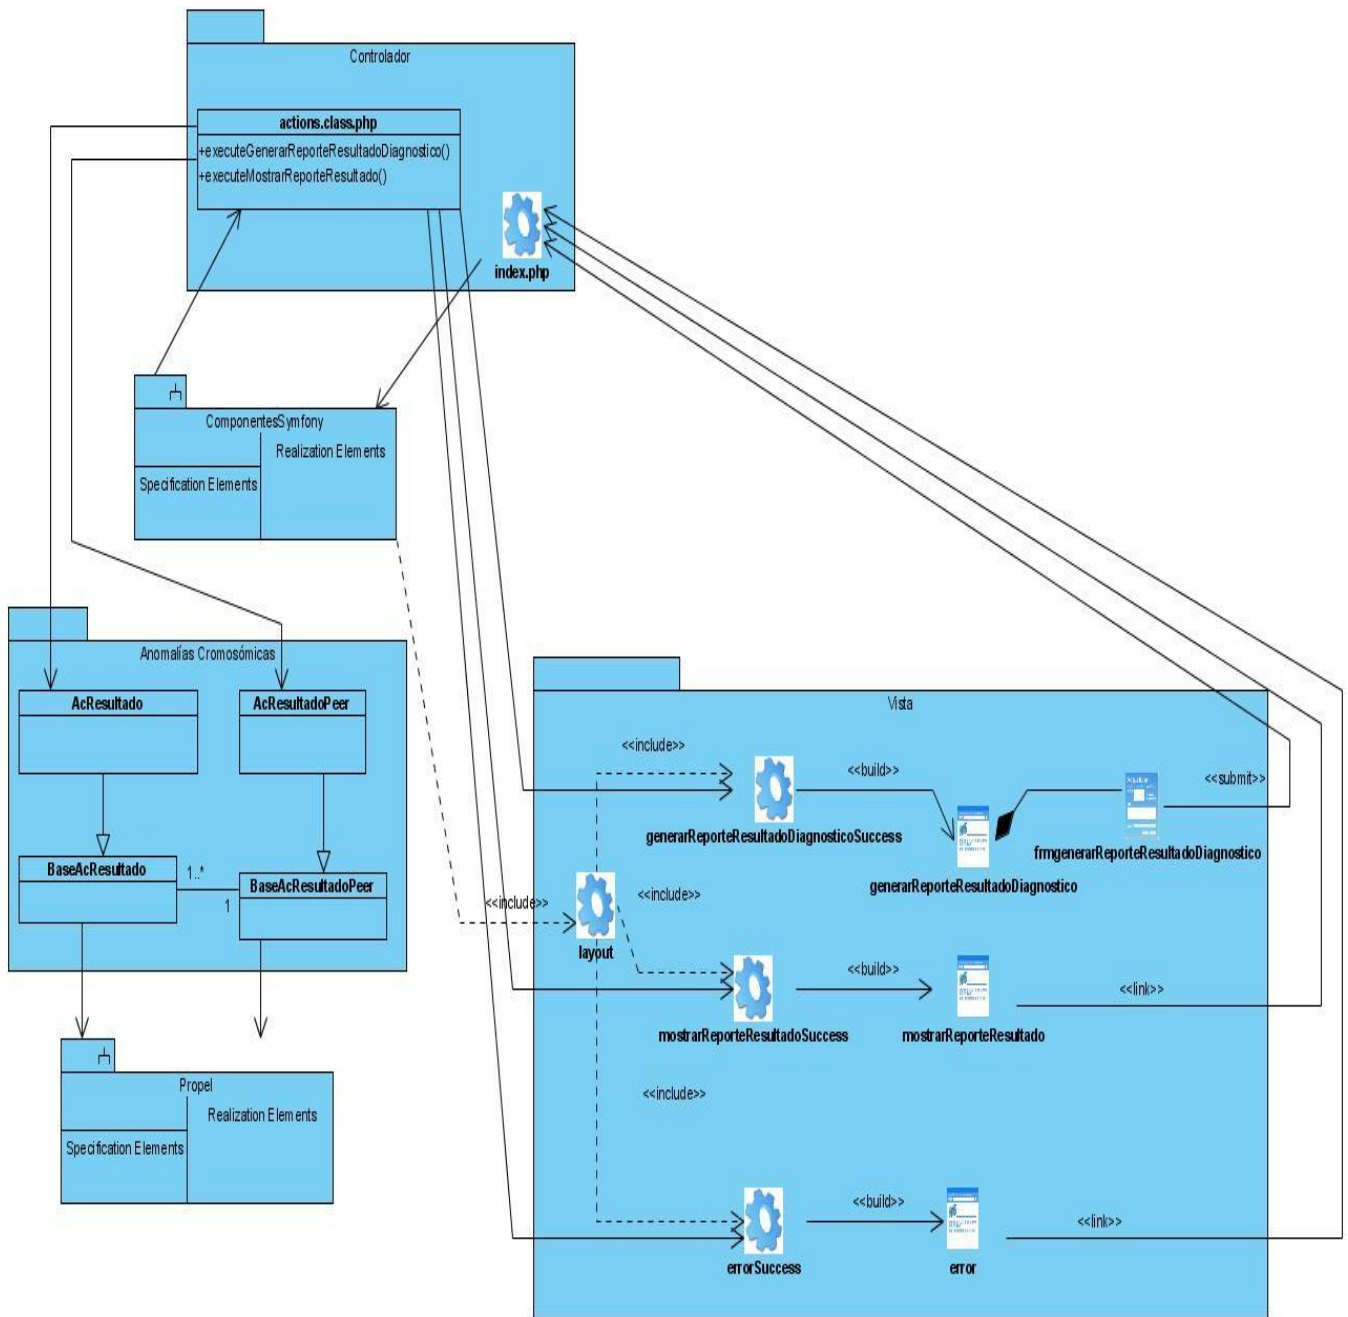 Controlador
actions.class.php
+executeGenerarReporteResultadoDiagnostico()
+executeMostrarReporteResultado()
index.php
ComponentesSymfony
Realization Elements
Specification Elements
Anomalías Cromosómicas
AcResultado
AcResultadoPeer
BaseAcResultado
1..*
BaseAcResultadoPeer
1
Propel
Realization Elements
Specification Elements
Vista
<<include>>
<<build>>
<<submit>>
generarReporteResultadoDiagnosticoSuccess
frmgenerarReporteResultadoDiagnostico
generarReporteResultadoDiagnostico
<<include>>
<<include>>
layout
<<build>>
<<link>>
mostrarReporteResultadoSuccess
mostrarReporteResultado
<<include>>
<<build>>
<<link>>
errorSuccess
error